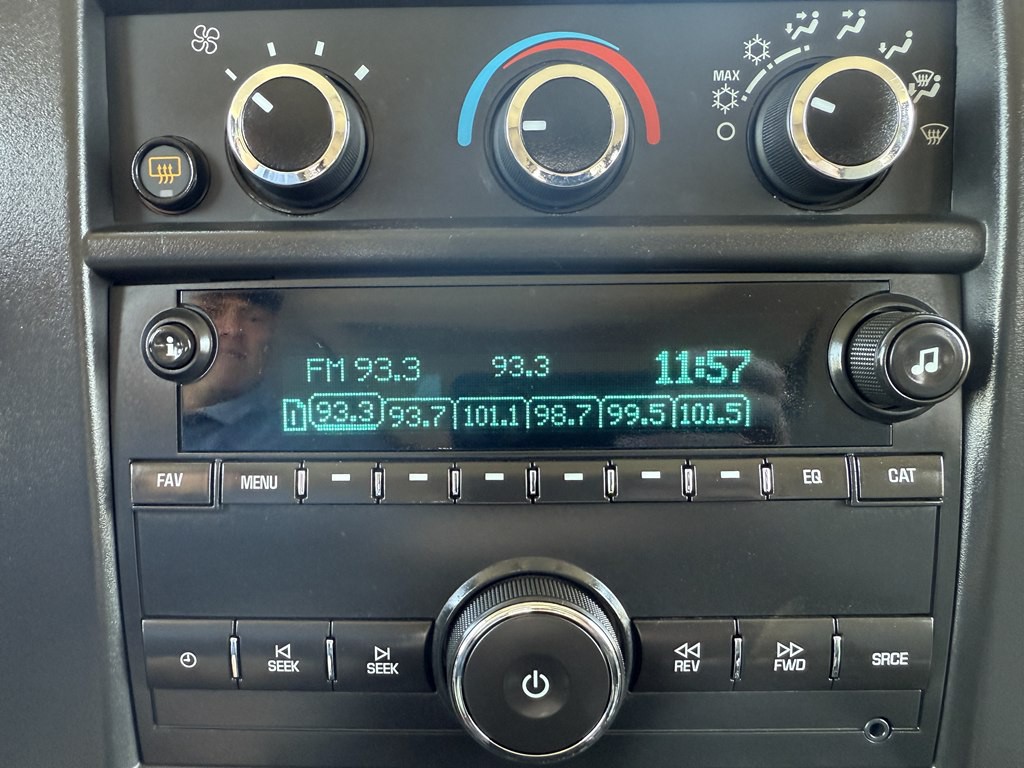 MAX
FM 93.3 93.3 11:57
1 93.3 93.7 101.1 98.7 99.5 101.5
FAV MENU EQ CAT
SEEK SEEK REV FWD SRCE